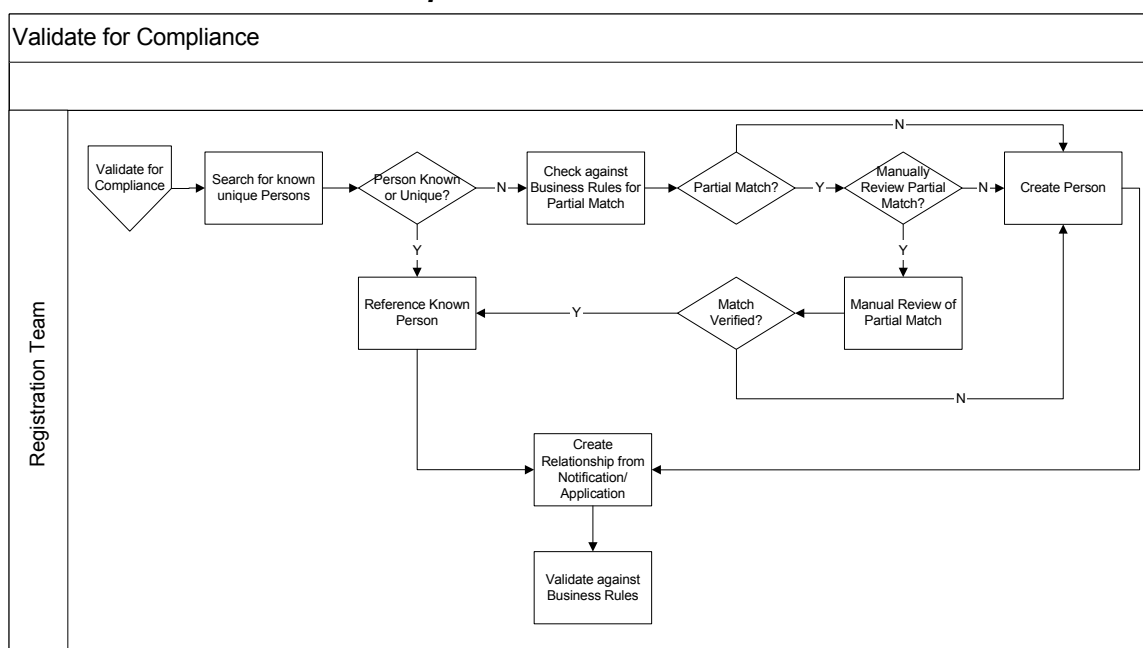 Validate for Compliance
Registration Team
Validate for
Compliance
Search for known
unique Persons
Person Known
or Unique?
N
Check against
Business Rules for
Partial Match
Partial Match?
Y
Manually
Review Partial
Match?
N
Create Person
N
Y
Y
Reference Known
Person
Y
Match
Verified?
Manual Review of
Partial Match
N
Create
Relationship from
Notification/
Application
Validate against
Business Rules